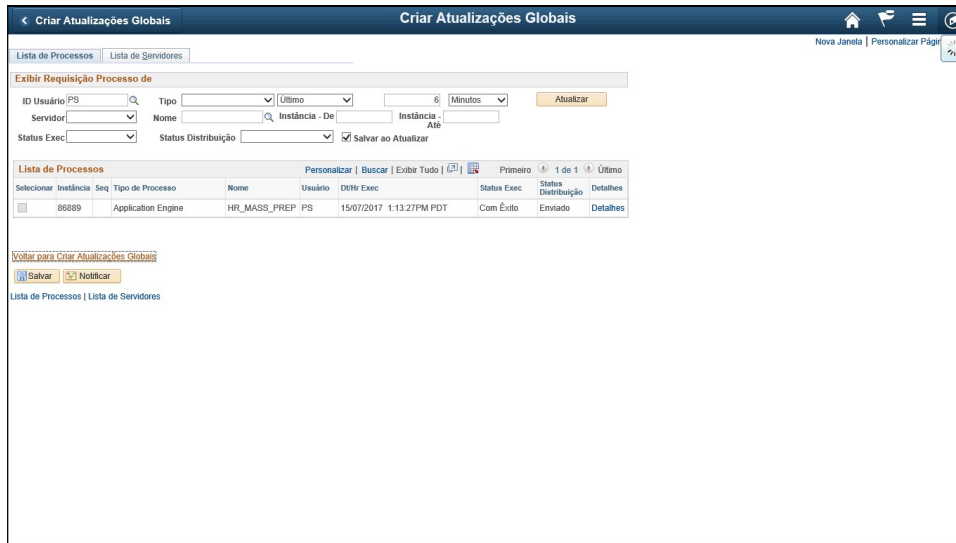 Criar Atualizações Globais
Criar Atualizações Globais
Nova Janela | Personalizar Págin
Lista de Processos Lista de Servidores
Exibir Requisição Processo de
ID Usuário PS Tipo Último 6 Minutos Atualizar
Servidor Nome Instância - De Instância - Até
Status Exec Status Distribuição Salvar ao Atualizar
Lista de Processos Personalizar | Buscar | Exibir Tudo | | Primeiro 1 de 1 Último
Selecionar Instância Seq Tipo de Processo Nome Usuário Dt/Hr Exec Status Exec Status Distribuição Detalhes
86889 Application Engine HR_MASS_PREP PS 15/07/2017 1:13:27PM PDT Com Êxito Enviado Detalhes
Voltar para Criar Atualizações Globais
Salvar Notificar
Lista de Processos | Lista de Servidores